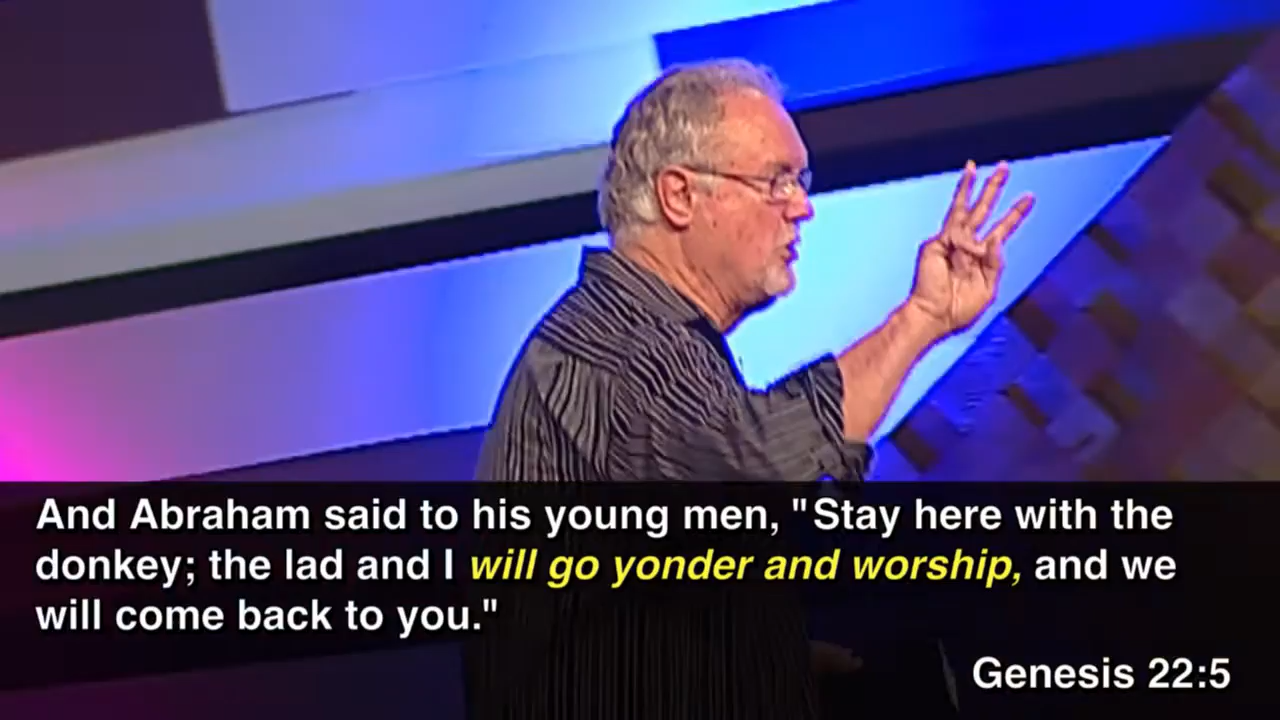 And Abraham said to his young men, "Stay here with the
donkey; the lad and I will go yonder and worship, and we
will come back to you."
Genesis 22:5